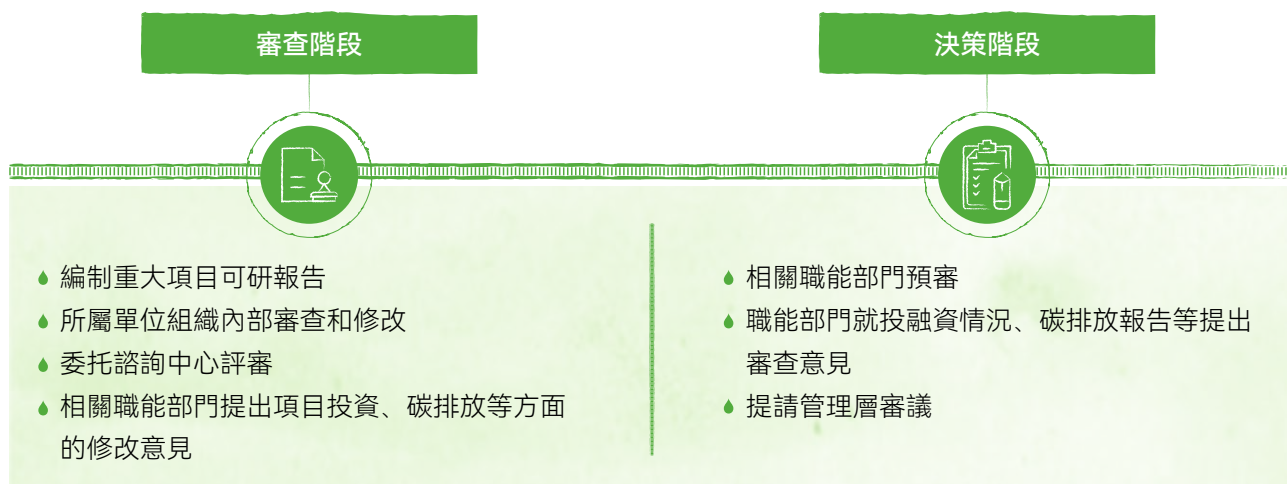 審查階段
編制重大項目可研報告
所屬單位組織內部審查和修改
委托諮詢中心評審
相關職能部門提出項目投資、碳排放等方面
的修改意見
決策階段
相關職能部門預審
職能部門就投融資情況、碳排放報告等提出
審查意見
提請管理層審議